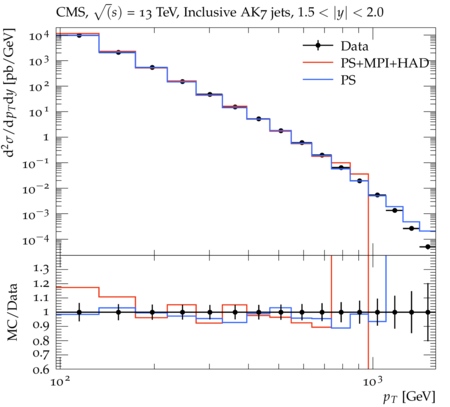 CMS, √(s) = 13 TeV, Inclusive AK7 jets, 1.5 < |y| < 2.0
Data
PS+MPI+HAD
PS
d²σ/dp_T dy [pb/GeV]
10⁴
10³
10²
10¹
1
10⁻¹
10⁻²
10⁻³
10⁻⁴
MC/Data
1.3
1.2
1.1
1.0
0.9
0.8
0.7
0.6
10² 10³
p_T [GeV]